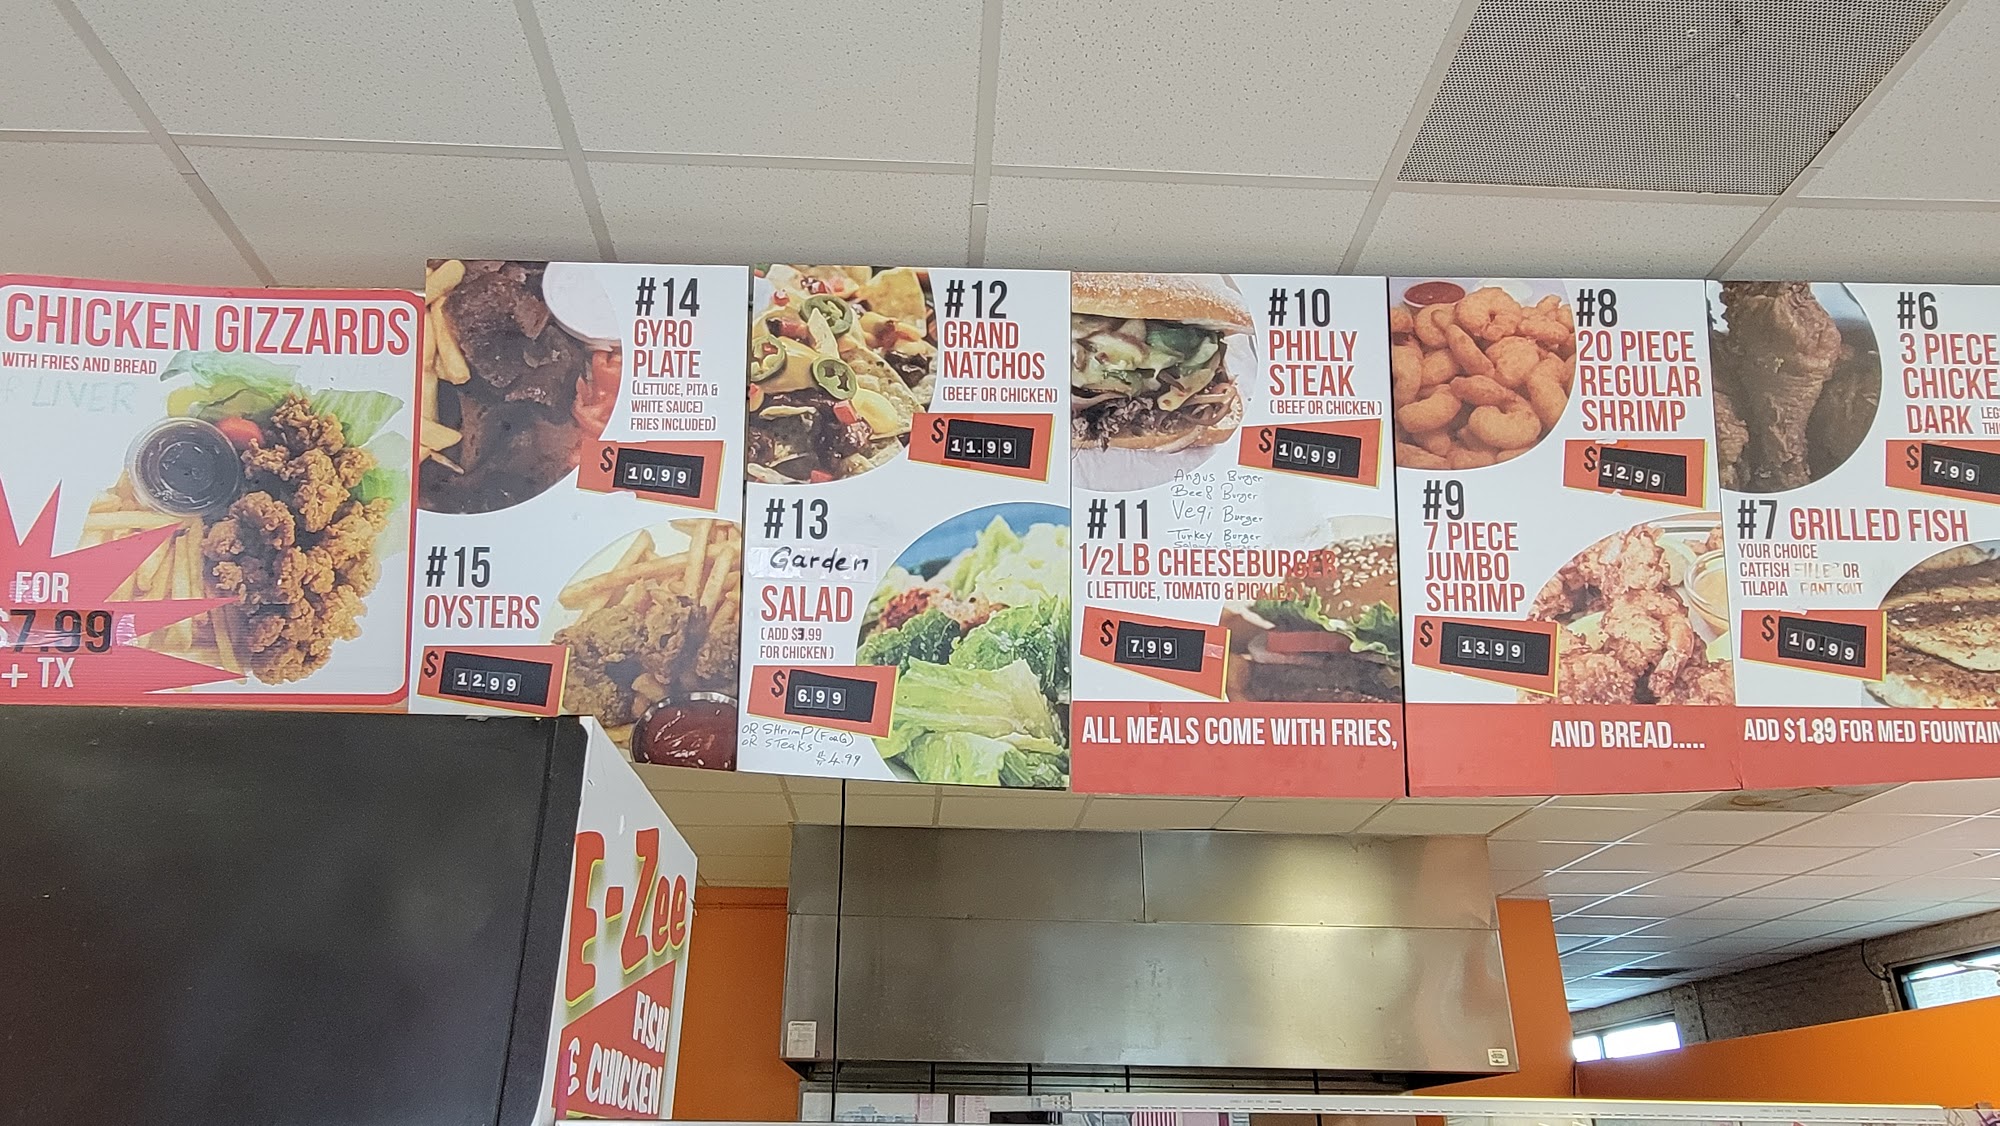 CHICKEN GIZZARDS
WITH FRIES AND BREAD
LIVER
FOR
$7.99
+ TX
#14
GYRO
PLATE
(LETTUCE, PITA &
WHITE SAUCE)
FRIES INCLUDED)
$ 10.99
#15
OYSTERS
$ 12.99
#12
GRAND
NATCHOS
(BEEF OR CHICKEN)
$ 11.99
#13
Garden
SALAD
(ADD $3.99
FOR CHICKEN)
$ 6.99
OR SHrimP (F or G)
OR STeaKs
$4.99
#10
PHILLY
STEAK
(BEEF OR CHICKEN)
$ 10.99
Angus Burger
Beef Burger
Vegi Burger
Turkey Burger
#11
1/2LB CHEESEBURGER
(LETTUCE, TOMATO & PICKLE
$ 7.99
ALL MEALS COME WITH FRIES,
#8
20 PIECE
REGULAR
SHRIMP
$ 12.99
#9
7 PIECE
JUMBO
SHRIMP
$ 13.99
AND BREAD.....
#6
3 PIECE
CHICKE
DARK LEG
THI
$ 7.99
#7 GRILLED FISH
YOUR CHOICE
CATFISH FILLET OR
TILAPIA
$ 10.99
ADD $1.89 FOR MED FOUNTAIN
E-Zee
FISH
& CHICKEN